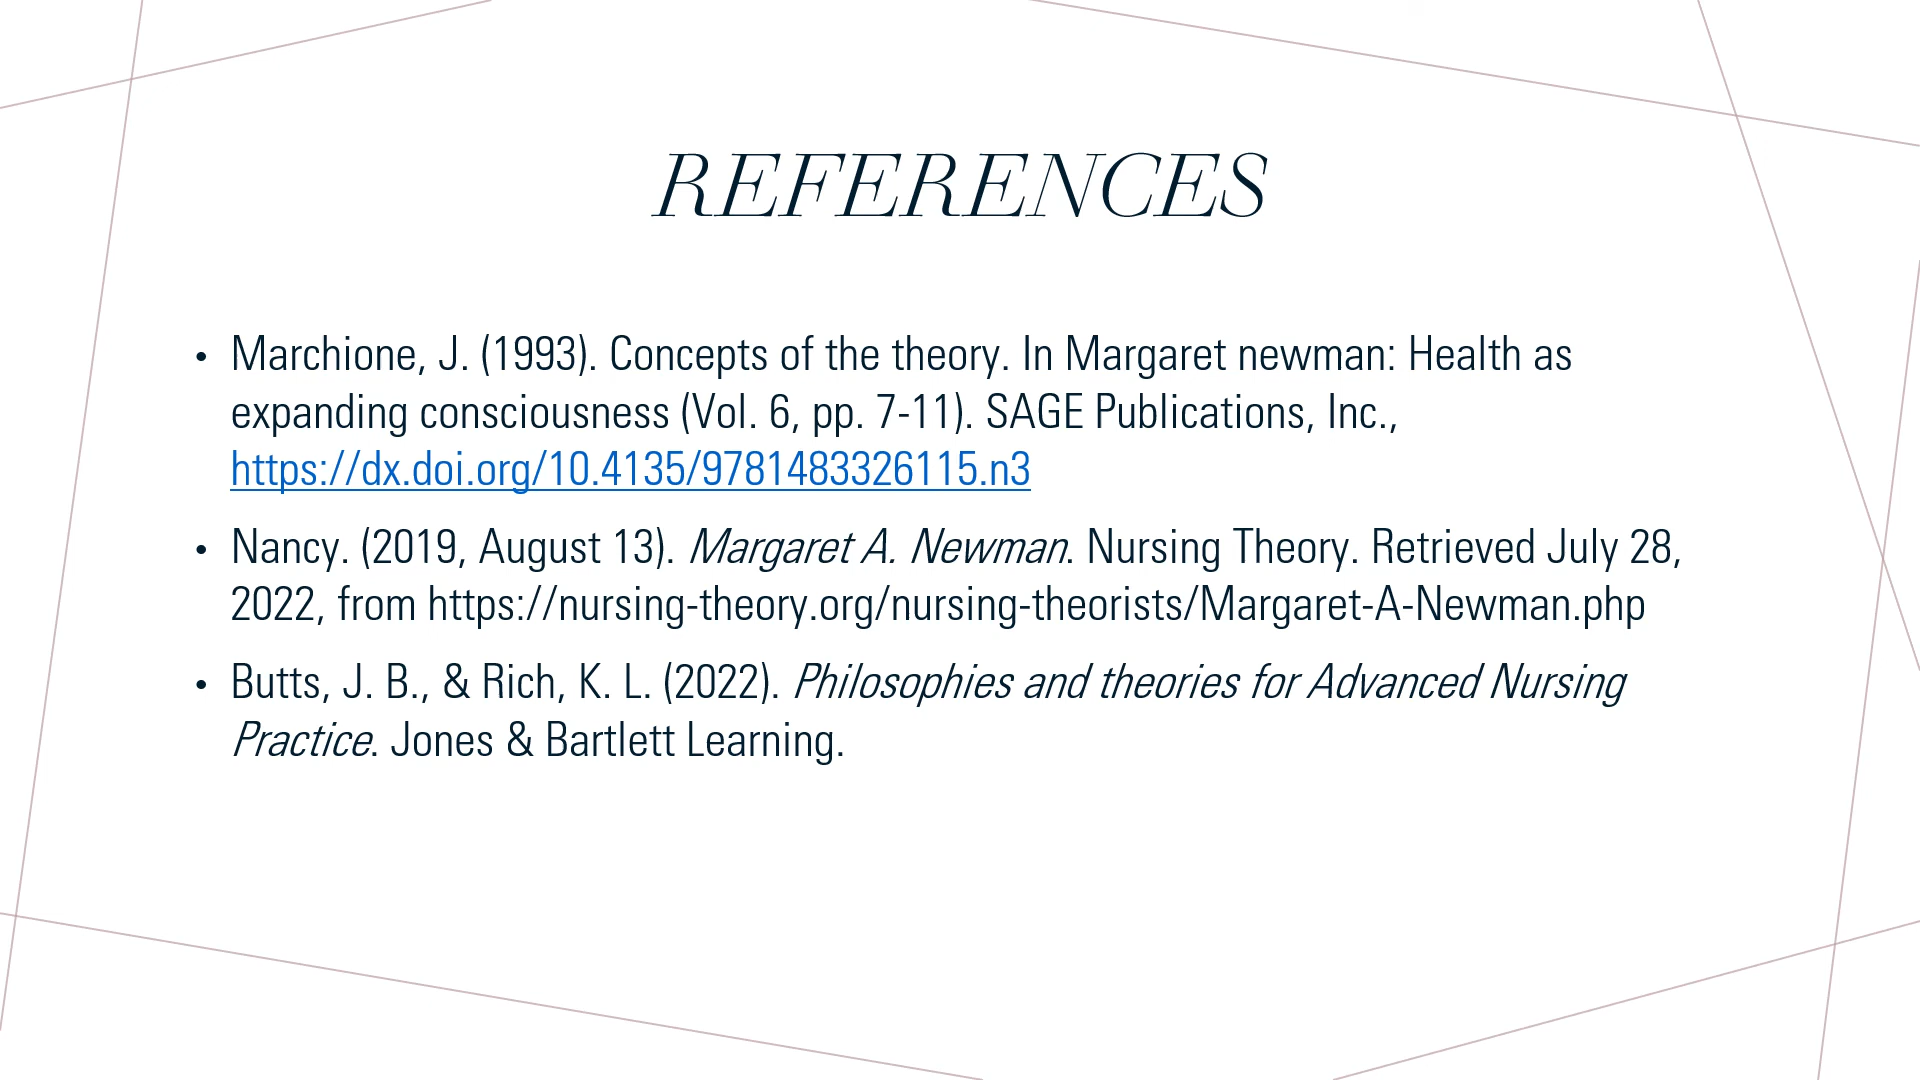 REFERENCES
• Marchione, J. (1993). Concepts of the theory. In Margaret newman: Health as
expanding consciousness (Vol. 6, pp. 7-11). SAGE Publications, Inc.,
https://dx.doi.org/10.4135/9781483326115.n3
• Nancy. (2019, August 13). Margaret A. Newman. Nursing Theory. Retrieved July 28,
2022, from https://nursing-theory.org/nursing-theorists/Margaret-A-Newman.php
• Butts, J. B., & Rich, K. L. (2022). Philosophies and theories for Advanced Nursing
Practice. Jones & Bartlett Learning.